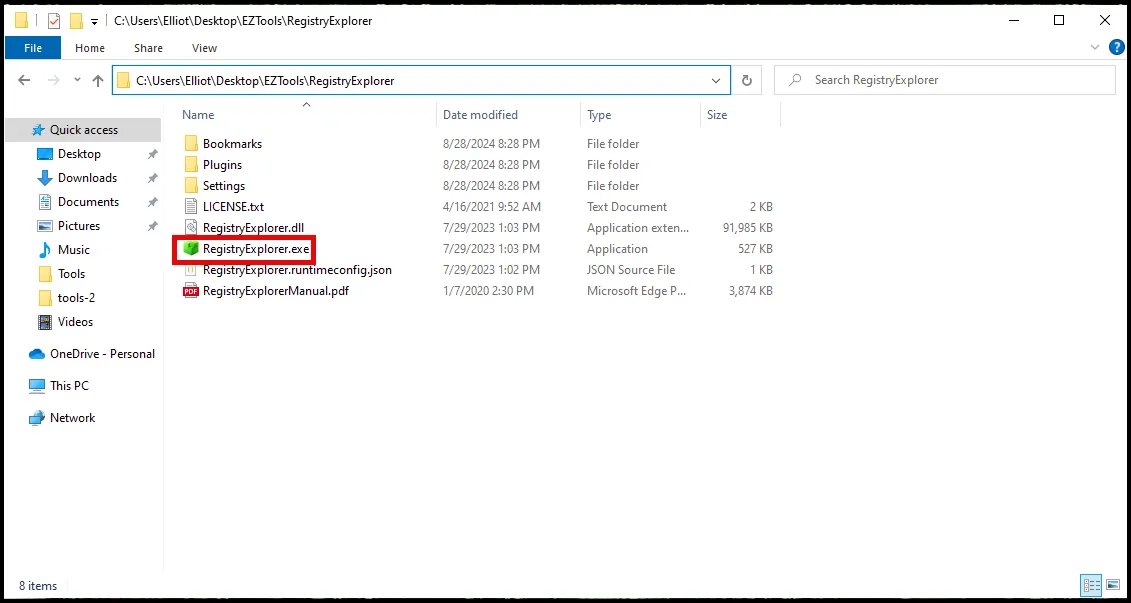 C:\Users\Elliot\Desktop\EZTools\RegistryExplorer
File Home Share View
?
C:\Users\Elliot\Desktop\EZTools\RegistryExplorer
Search RegistryExplorer
Name Date modified Type Size
Quick access
Desktop
Downloads
Documents
Pictures
Music
Tools
tools-2
Videos
OneDrive - Personal
This PC
Network
Bookmarks 8/28/2024 8:28 PM File folder
Plugins 8/28/2024 8:28 PM File folder
Settings 8/28/2024 8:28 PM File folder
LICENSE.txt 4/16/2021 9:52 AM Text Document 2 KB
RegistryExplorer.dll 7/29/2023 1:03 PM Application exten... 91,985 KB
RegistryExplorer.exe 7/29/2023 1:03 PM Application 527 KB
RegistryExplorer.runtimeconfig.json 7/29/2023 1:02 PM JSON Source File 1 KB
PDF RegistryExplorerManual.pdf 1/7/2020 2:30 PM Microsoft Edge P... 3,874 KB
8 items